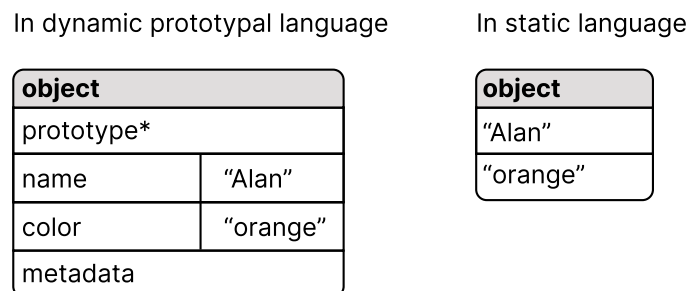 In dynamic prototypal language
object
prototype*
name “Alan”
color “orange”
metadata
In static language
object
“Alan”
“orange”